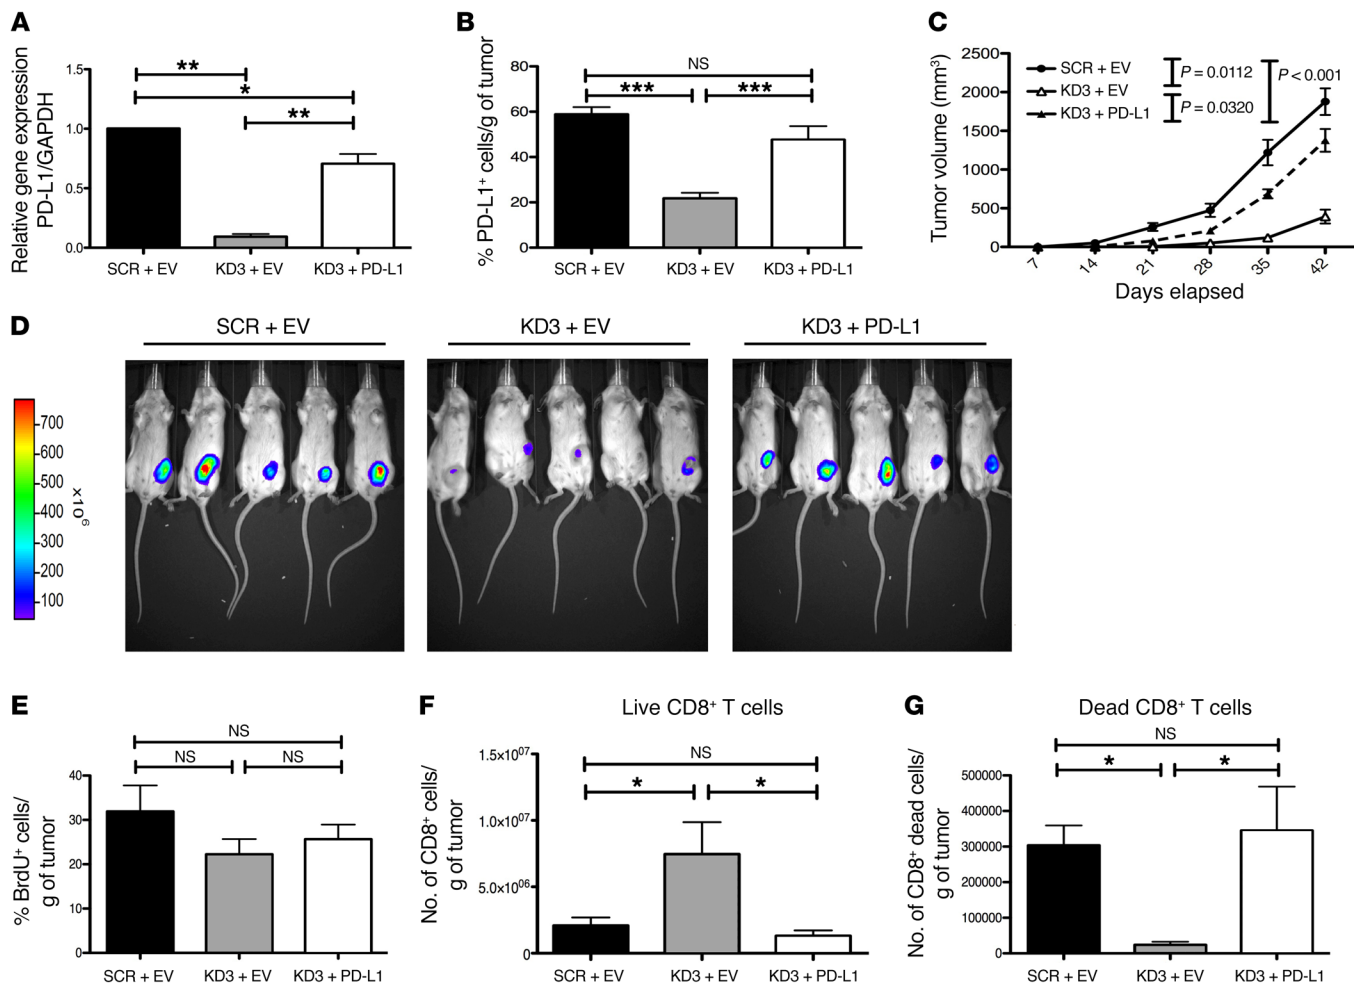 A
Relative gene expression
PD-L1/GAPDH
1.5
1.0
0.5
0.0
**
*
**
SCR + EV
KD3 + EV
KD3 + PD-L1
B
% PD-L1⁺ cells/g of tumor
80
60
40
20
0
NS
***
***
SCR + EV
KD3 + EV
KD3 + PD-L1
C
Tumor volume (mm³)
2500
2000
1500
1000
500
0
SCR + EV
KD3 + EV
KD3 + PD-L1
P = 0.0112
P = 0.0320
P < 0.001
7
14
21
28
35
42
Days elapsed
D
SCR + EV
KD3 + EV
KD3 + PD-L1
700
600
500
400
300
200
100
×10⁶
E
% BrdU⁺ cells/
g of tumor
40
30
20
10
0
NS
NS
NS
SCR + EV
KD3 + EV
KD3 + PD-L1
F
Live CD8⁺ T cells
No. of CD8⁺ cells/
g of tumor
1.5×10⁰⁷
1.0×10⁰⁷
5.0×10⁰⁶
0
NS
*
*
SCR + EV
KD3 + EV
KD3 + PD-L1
G
Dead CD8⁺ T cells
No. of CD8⁺ dead cells/
g of tumor
500000
400000
300000
200000
100000
0
NS
*
*
SCR + EV
KD3 + EV
KD3 + PD-L1